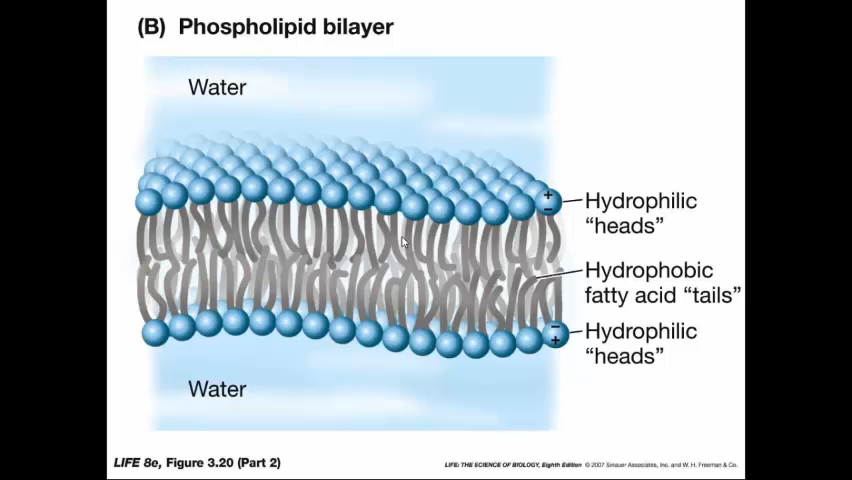 (B) Phospholipid bilayer
Water
+
−
Hydrophilic
“heads”
Hydrophobic
fatty acid “tails”
−
+
Hydrophilic
“heads”
Water
LIFE 8e, Figure 3.20 (Part 2)
LIFE: THE ECIENCE OF BIOLOGY, Eighth Edition © 2007 Sinauer Associates, Inc. and W. H. Freeman & Co.